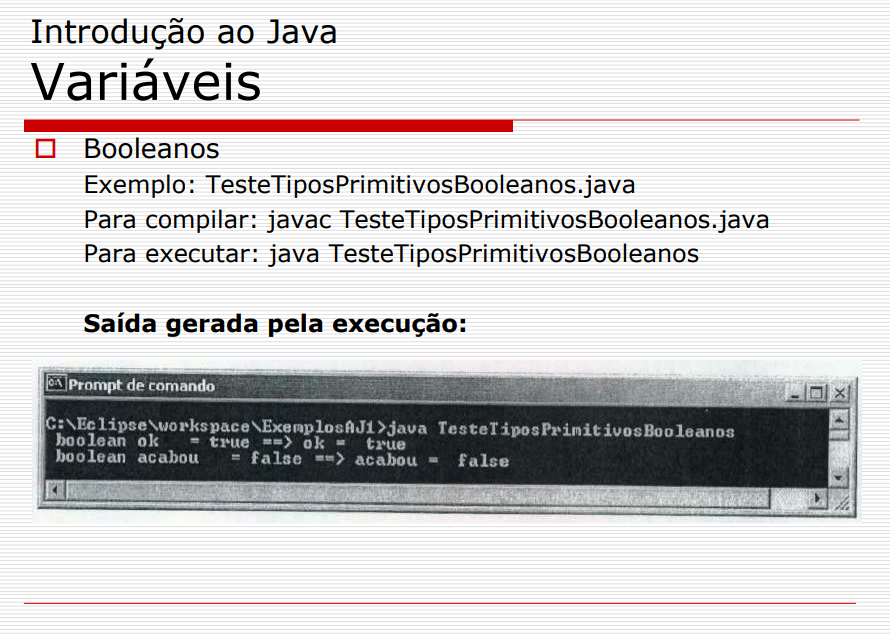 Introdução ao Java
Variáveis
Booleanos
Exemplo: TesteTiposPrimitivosBooleanos.java
Para compilar: javac TesteTiposPrimitivosBooleanos.java
Para executar: java TesteTiposPrimitivosBooleanos
Saída gerada pela execução:
Prompt de comando
C:\Eclipse\workspace\ExemplosAJ1>java TesteTiposPrimitivosBooleanos
boolean ok = true ==> ok = true
boolean acabou = false ==> acabou = false